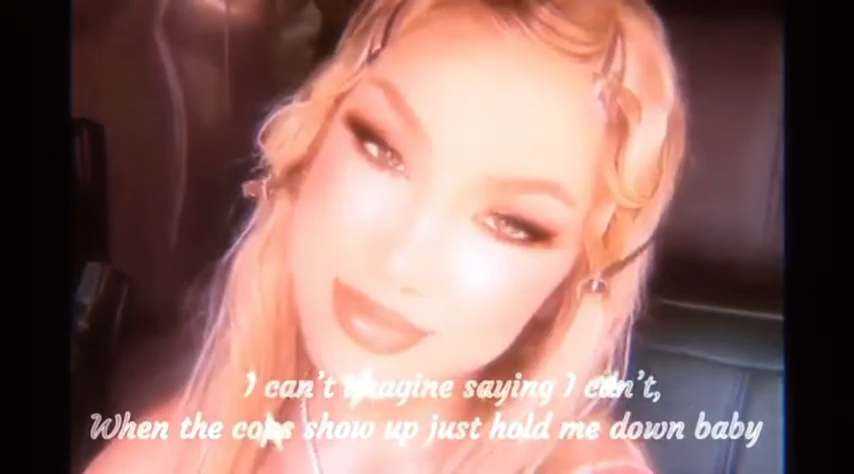 I can't imagine saying I can't,
When the cops show up just hold me down baby